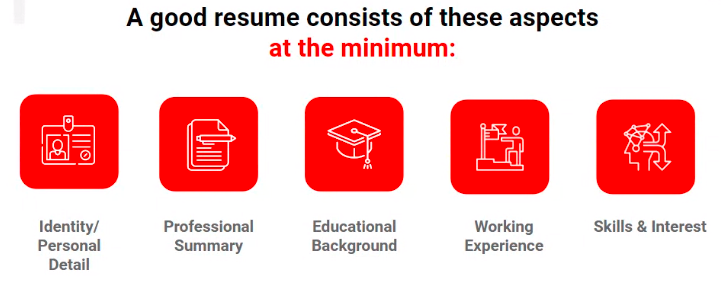 A good resume consists of these aspects
at the minimum:
Identity/
Personal
Detail
Professional
Summary
Educational
Background
Working
Experience
Skills & Interest